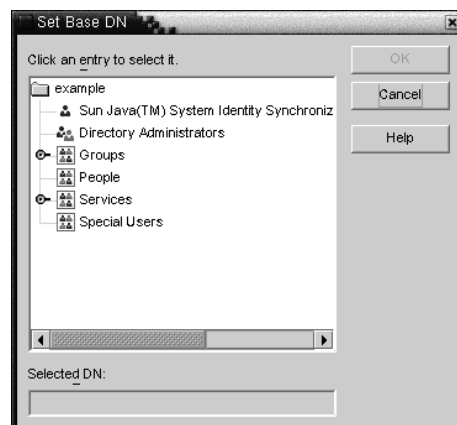 Set Base DN
Click an entry to select it.
OK
example
Cancel
Sun Java(TM) System Identity Synchroniz
Directory Administrators
Help
Groups
People
Services
Special Users
Selected DN: